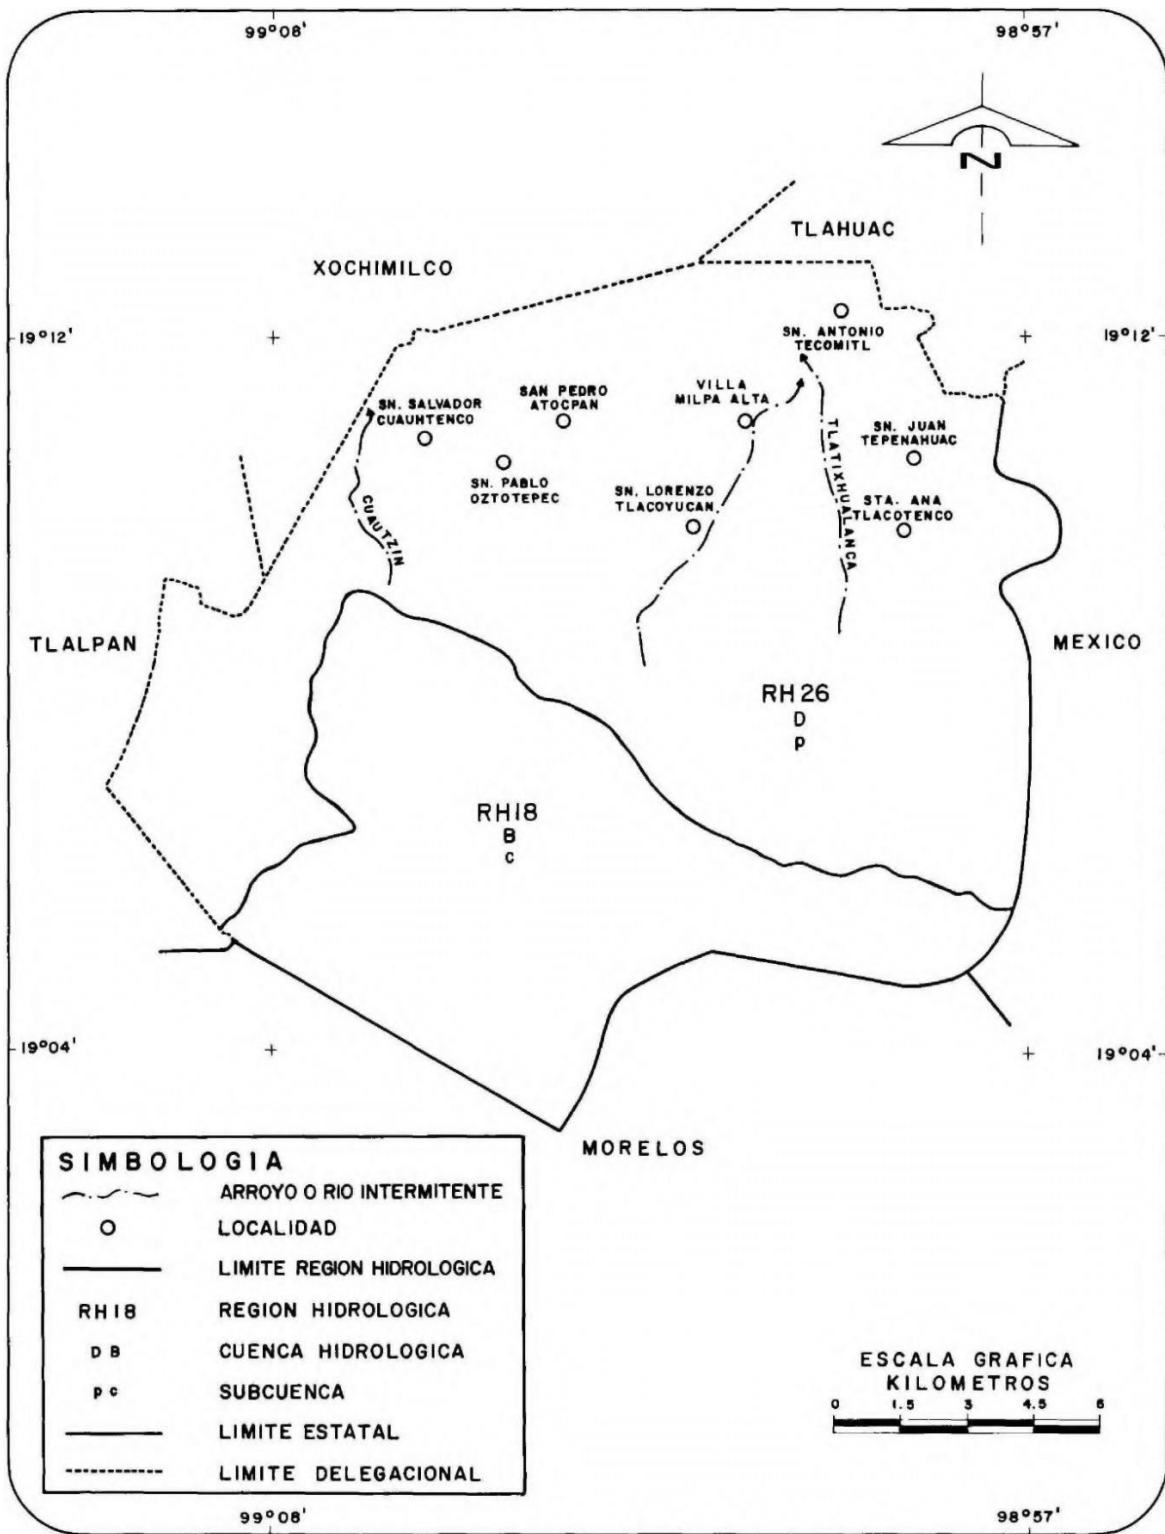 99°08'
98°57'
N
TLAHUAC
XOCHIMILCO
19°12'
19°12'
SN. ANTONIO
TECOMITL
SN. SALVADOR
CUAUHTENCO
SAN PEDRO
ATOCPAN
VILLA
MILPA ALTA
SN. JUAN
TEPENAHUAC
SN. PABLO
OZTOTEPEC
SN. LORENZO
TLACOYUCAN
STA. ANA
TLACOTENCO
CUAUTZIN
TLATIXHUALANCA
TLALPAN
MEXICO
RH26
D
p
RH18
B
c
19°04'
19°04'
MORELOS
SIMBOLOGIA
ARROYO O RIO INTERMITENTE
LOCALIDAD
LIMITE REGION HIDROLOGICA
RH18 REGION HIDROLOGICA
D B CUENCA HIDROLOGICA
p c SUBCUENCA
LIMITE ESTATAL
LIMITE DELEGACIONAL
ESCALA GRAFICA
KILOMETROS
0 1.5 3 4.5 6
99°08'
98°57'